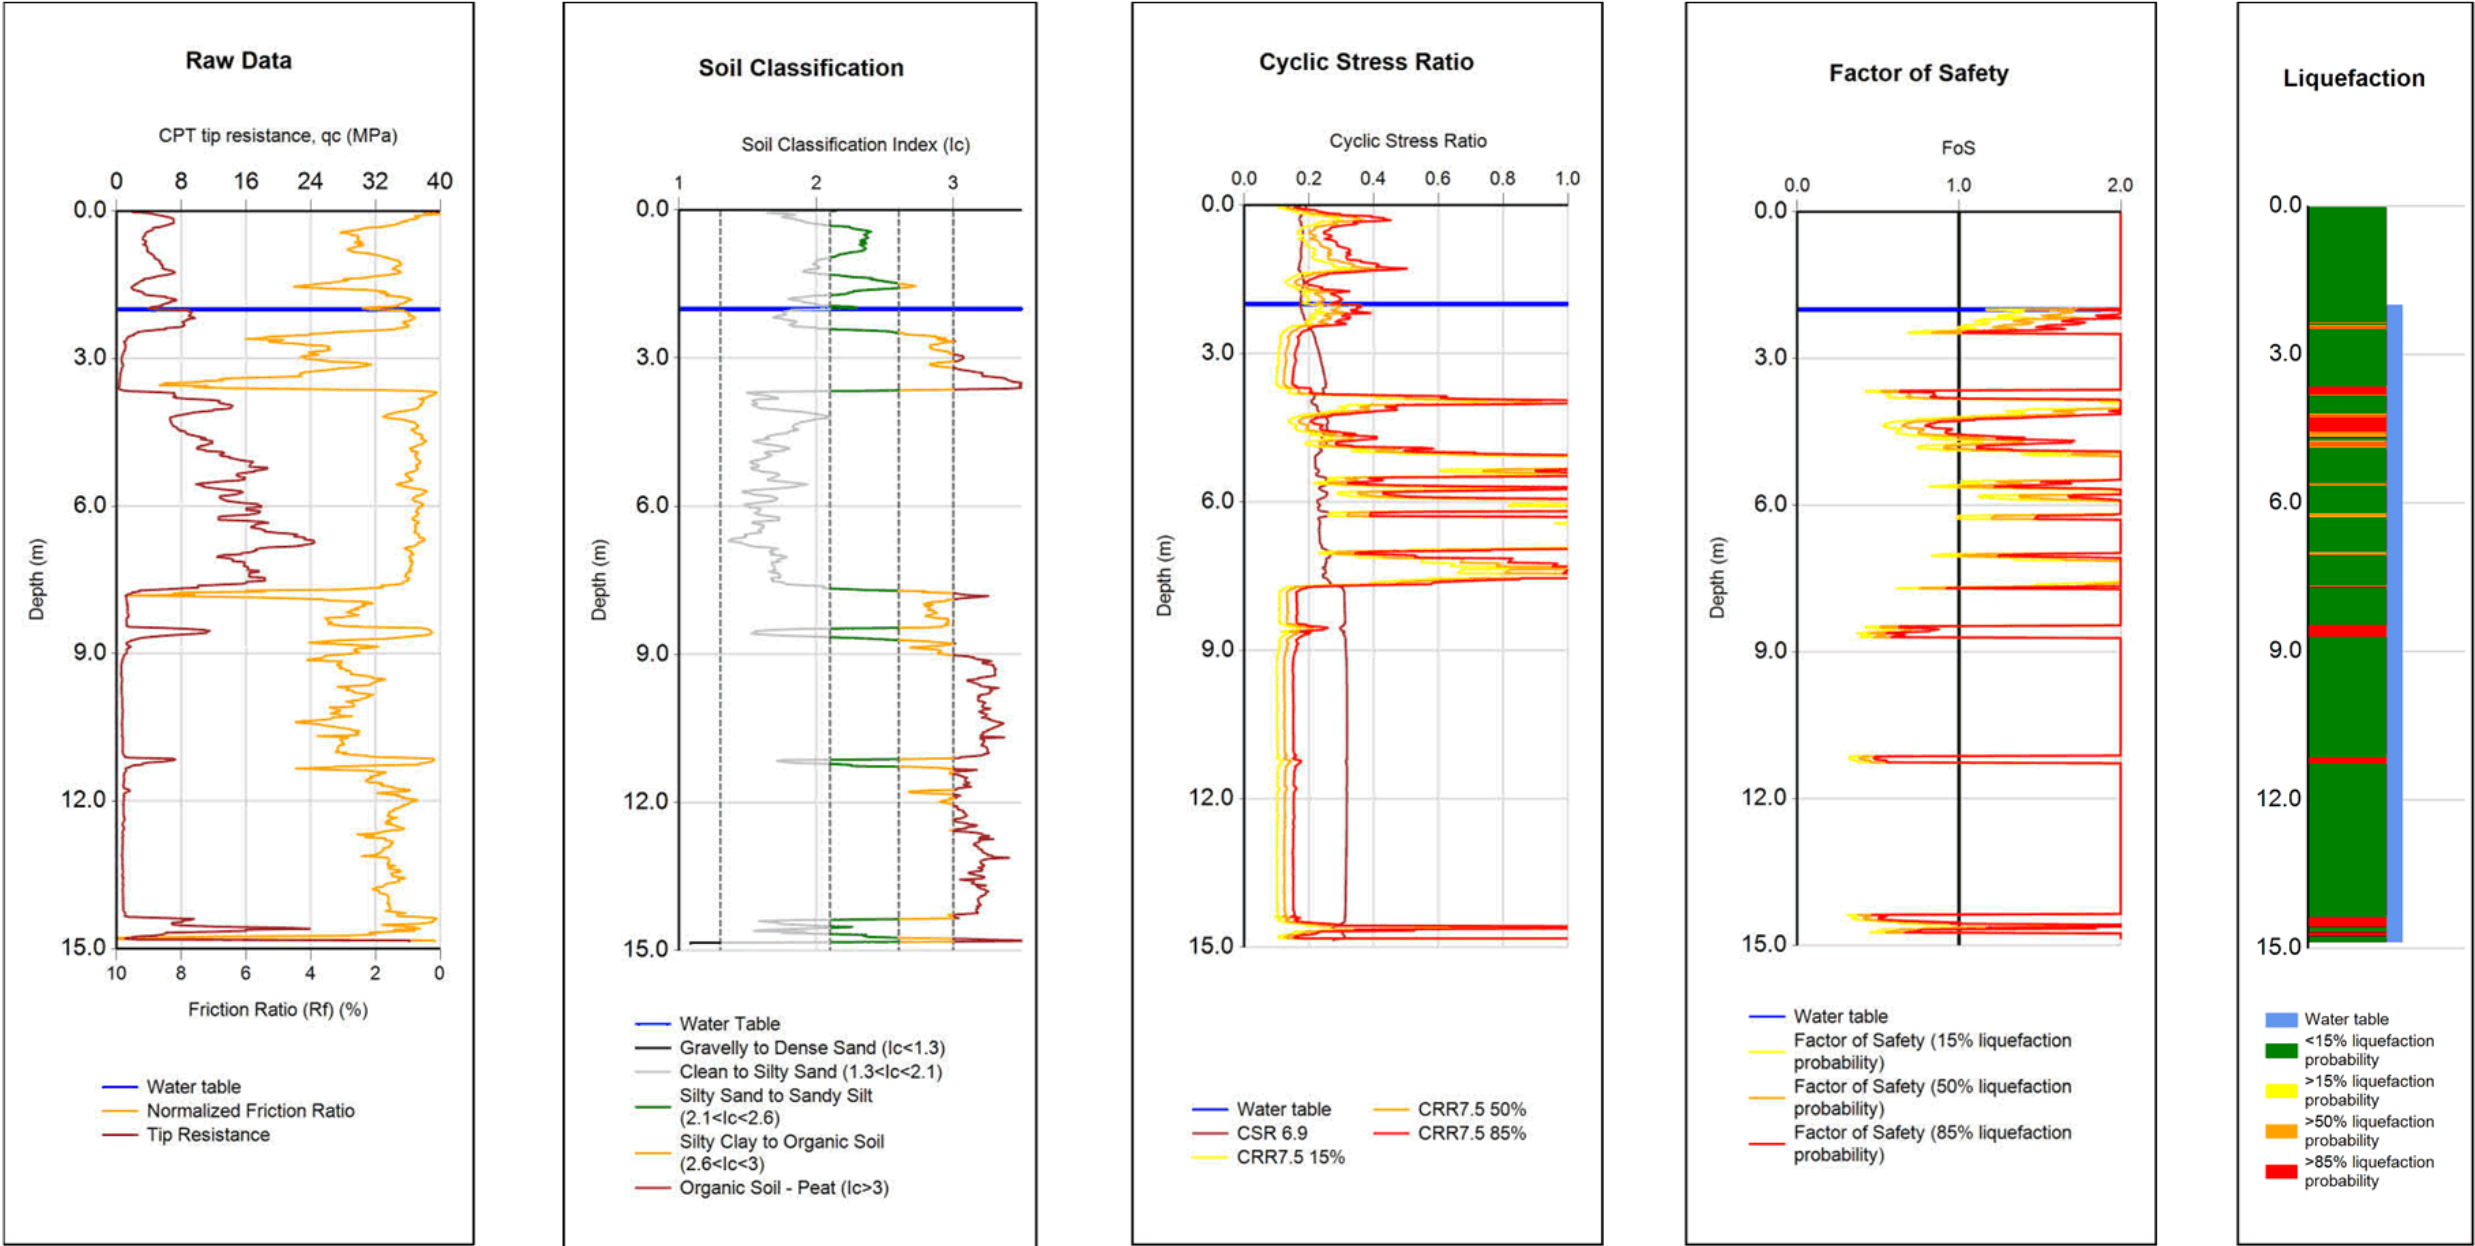 Raw Data
CPT tip resistance, qc (MPa)
0 8 16 24 32 40
0.0
3.0
6.0
9.0
12.0
15.0
Depth (m)
10 8 6 4 2 0
Friction Ratio (Rf) (%)
Water table
Normalized Friction Ratio
Tip Resistance
Soil Classification
Soil Classification Index (Ic)
1 2 3
0.0
3.0
6.0
9.0
12.0
15.0
Depth (m)
Water Table
Gravelly to Dense Sand (Ic<1.3)
Clean to Silty Sand (1.3<Ic<2.1)
Silty Sand to Sandy Silt
(2.1<Ic<2.6)
Silty Clay to Organic Soil
(2.6<Ic<3)
Organic Soil - Peat (Ic>3)
Cyclic Stress Ratio
Cyclic Stress Ratio
0.0 0.2 0.4 0.6 0.8 1.0
0.0
3.0
6.0
9.0
12.0
15.0
Depth (m)
Water table
CSR 6.9
CRR7.5 15%
CRR7.5 50%
CRR7.5 85%
Factor of Safety
FoS
0.0 1.0 2.0
0.0
3.0
6.0
9.0
12.0
15.0
Depth (m)
Water table
Factor of Safety (15% liquefaction
probability)
Factor of Safety (50% liquefaction
probability)
Factor of Safety (85% liquefaction
probability)
Liquefaction
0.0
3.0
6.0
9.0
12.0
15.0
Water table
<15% liquefaction
probability
>15% liquefaction
probability
>50% liquefaction
probability
>85% liquefaction
probability